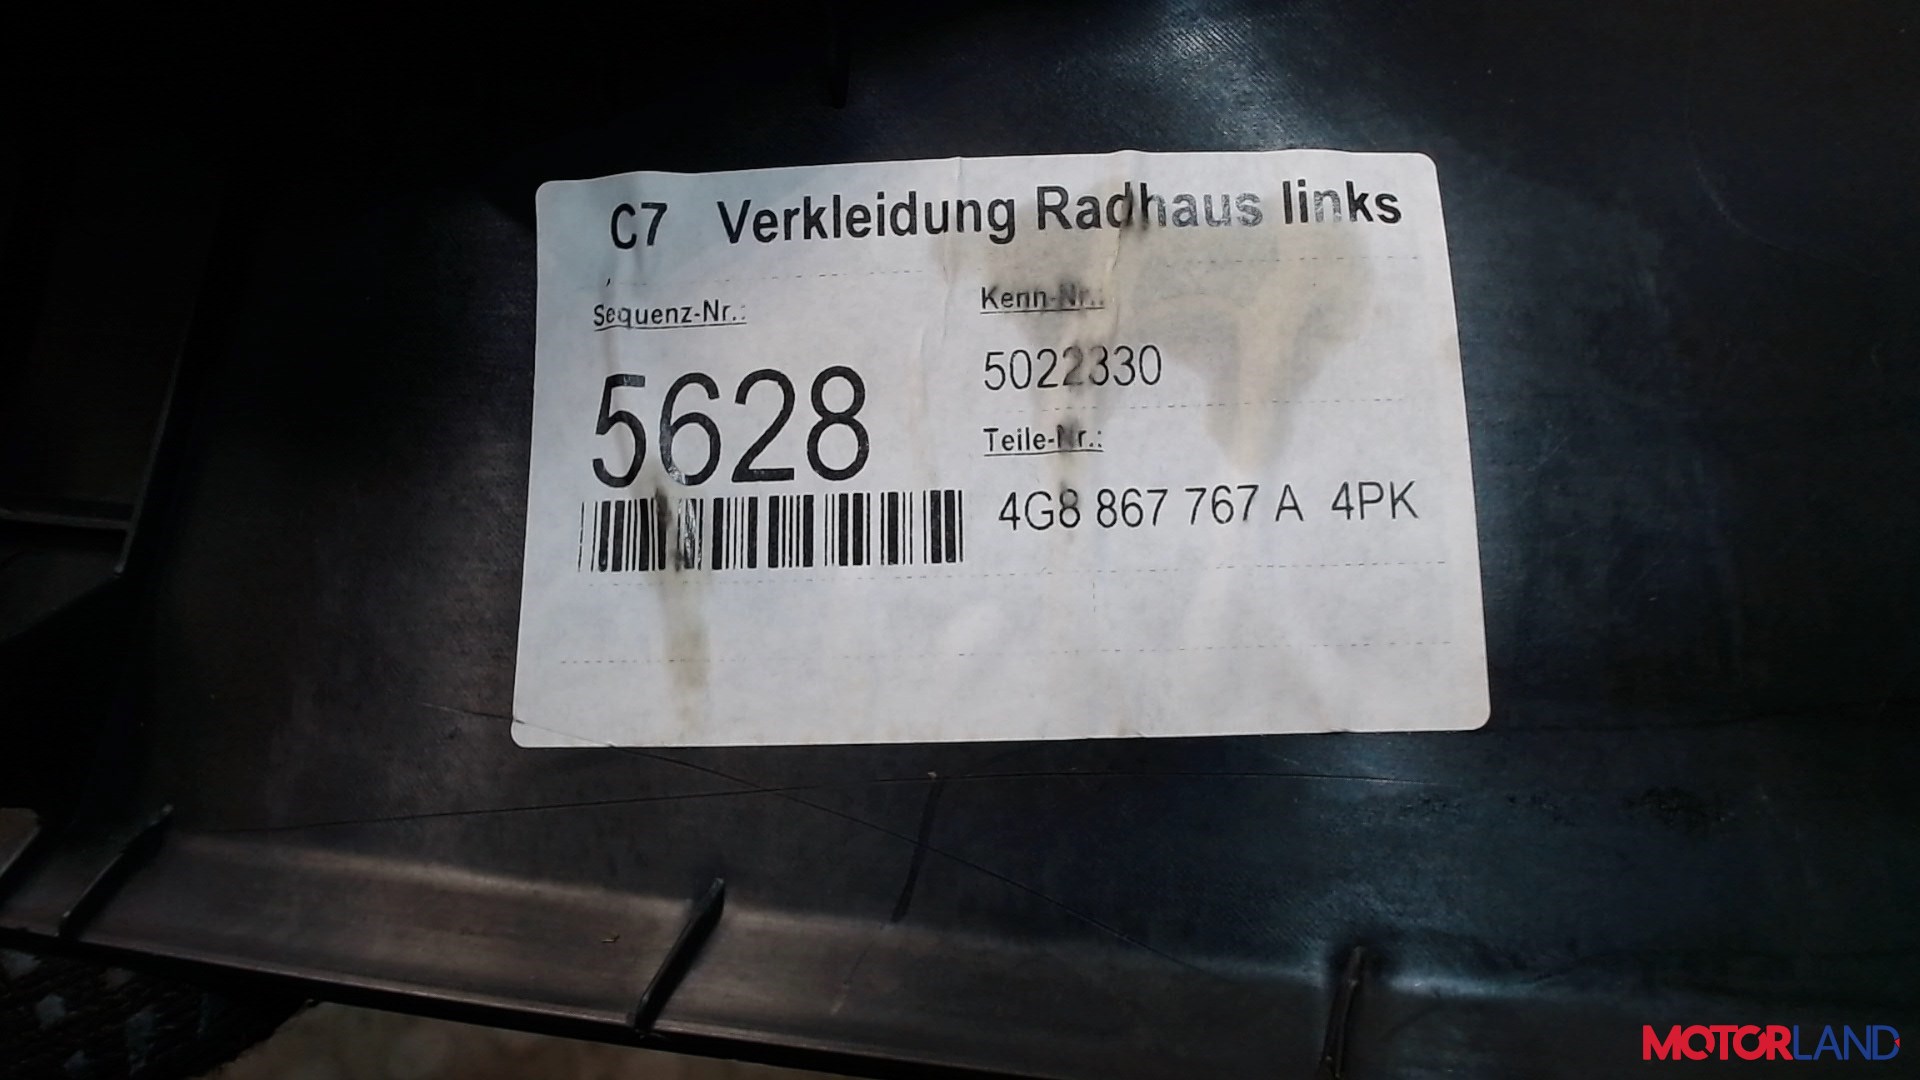 C7 Verkleidung Radhaus links
Sequenz-Nr.:
5628
Kenn-Nr.:
5022330
Teile-Nr.:
4G8 867 767 A 4PK
MOTORLAND